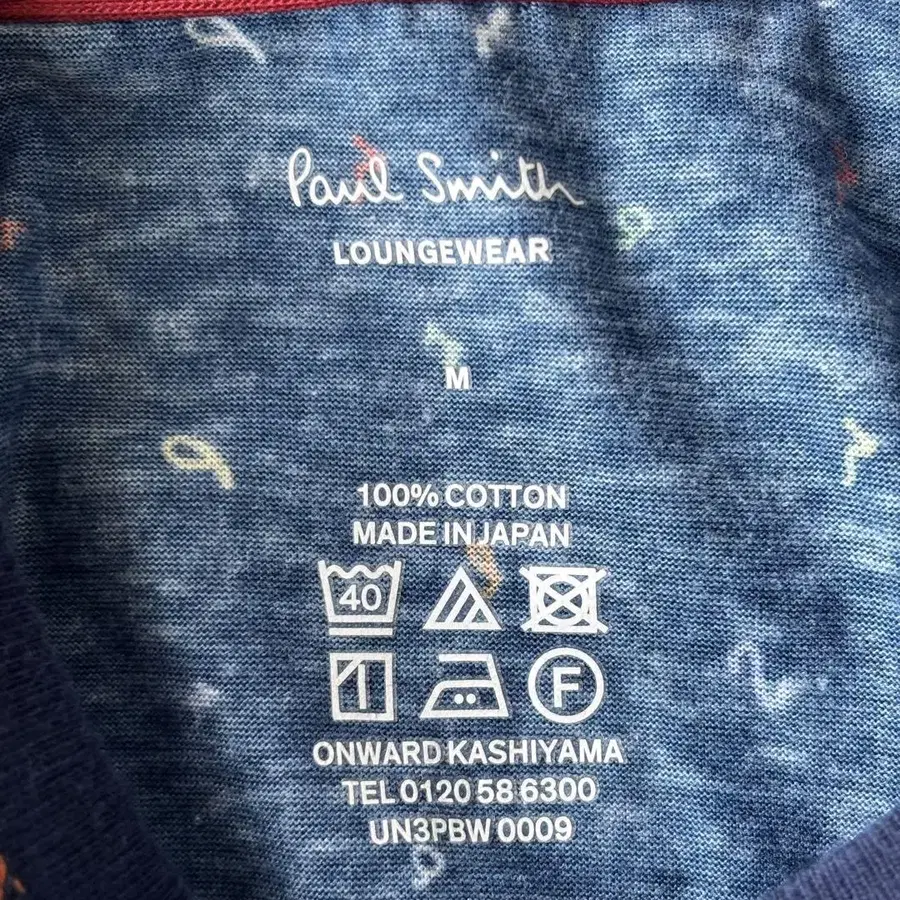 Paul Smith
LOUNGEWEAR
M
100% COTTON
MADE IN JAPAN
40
F
ONWARD KASHIYAMA
TEL 0120 58 6300
UN3PBW 0009